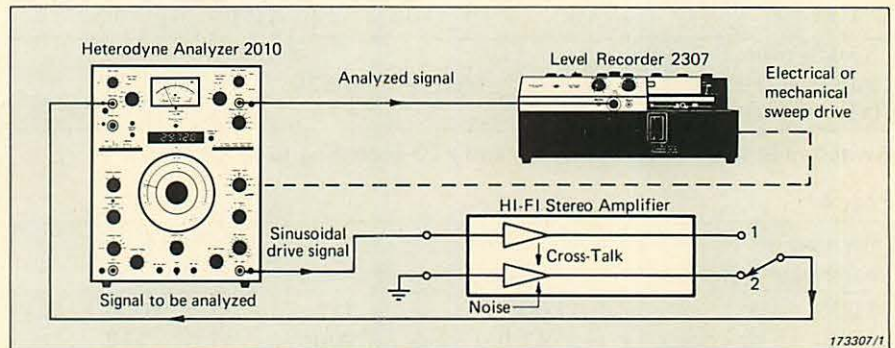 Heterodyne Analyzer 2010
Analyzed signal
Level Recorder 2307
Electrical or
mechanical
sweep drive
HI-FI Stereo Amplifier
Sinusoidal
drive signal
1
Cross-Talk
2
Noise
Signal to be analyzed
173307/1